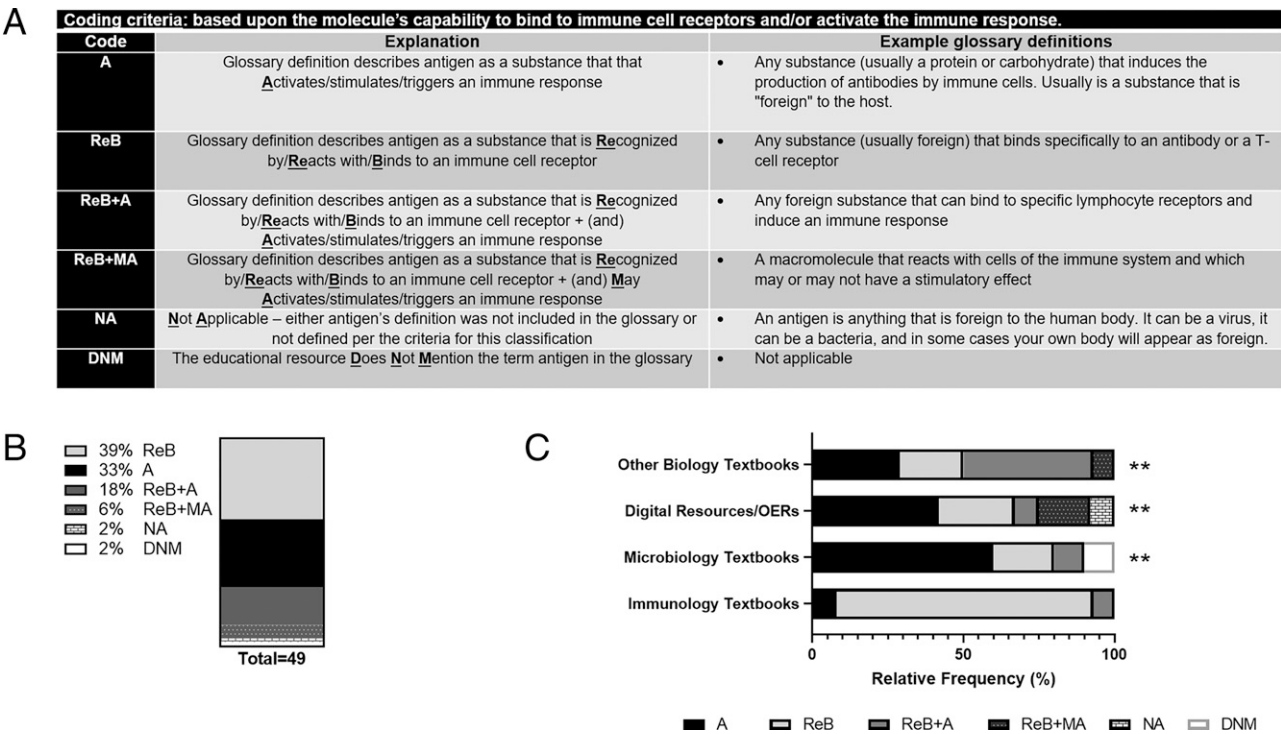 A
Coding criteria: based upon the molecule's capability to bind to immune cell receptors and/or activate the immune response.
Code Explanation Example glossary definitions
A Glossary definition describes antigen as a substance that that • Any substance (usually a protein or carbohydrate) that induces the
Activates/stimulates/triggers an immune response production of antibodies by immune cells. Usually is a substance that is
"foreign" to the host.
ReB Glossary definition describes antigen as a substance that is Recognized • Any substance (usually foreign) that binds specifically to an antibody or a T-
by/Reacts with/Binds to an immune cell receptor cell receptor
ReB+A Glossary definition describes antigen as a substance that is Recognized • Any foreign substance that can bind to specific lymphocyte receptors and
by/Reacts with/Binds to an immune cell receptor + (and) induce an immune response
Activates/stimulates/triggers an immune response
ReB+MA Glossary definition describes antigen as a substance that is Recognized • A macromolecule that reacts with cells of the immune system and which
by/Reacts with/Binds to an immune cell receptor + (and) May may or may not have a stimulatory effect
Activates/stimulates/triggers an immune response
NA Not Applicable – either antigen's definition was not included in the glossary or • An antigen is anything that is foreign to the human body. It can be a virus, it
not defined per the criteria for this classification can be a bacteria, and in some cases your own body will appear as foreign.
DNM The educational resource Does Not Mention the term antigen in the glossary • Not applicable
B
39% ReB
33% A
18% ReB+A
6% ReB+MA
2% NA
2% DNM
Total=49
C
Other Biology Textbooks **
Digital Resources/OERs **
Microbiology Textbooks **
Immunology Textbooks
0 50 100
Relative Frequency (%)
A ReB ReB+A ReB+MA NA DNM